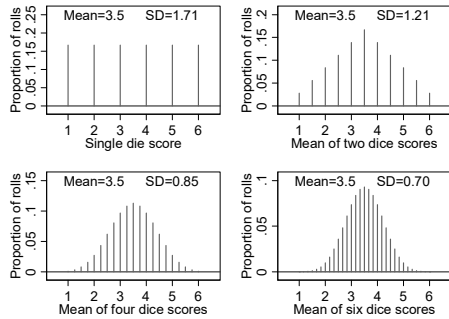 Proportion of rolls
0 .05 .1 .15 .2 .25
Mean=3.5 SD=1.71
1 2 3 4 5 6
Single die score
Proportion of rolls
0 .05 .1 .15 .2
Mean=3.5 SD=1.21
1 2 3 4 5 6
Mean of two dice scores
Proportion of rolls
0 .05 .1 .15
Mean=3.5 SD=0.85
1 2 3 4 5 6
Mean of four dice scores
Proportion of rolls
0 .05 .1
Mean=3.5 SD=0.70
1 2 3 4 5 6
Mean of six dice scores